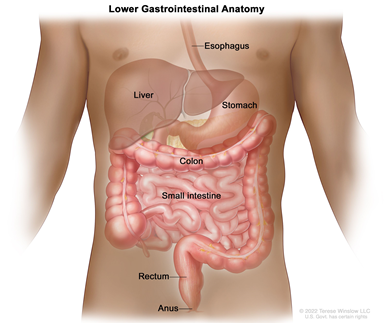 Lower Gastrointestinal Anatomy
Esophagus
Liver
Stomach
Colon
Small intestine
Rectum
Anus
© 2022 Terese Winslow LLC
U.S. Govt. has certain rights